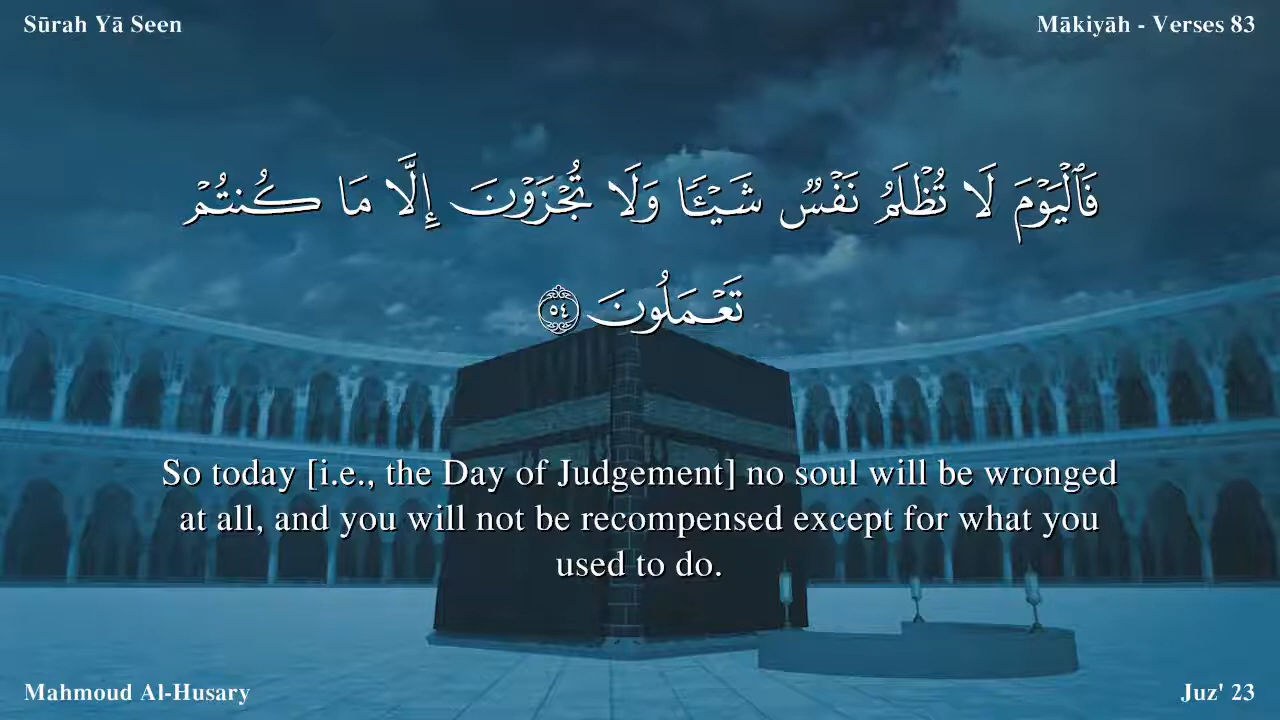 Sūrah Yā Seen
Mākiyāh - Verses 83
فَٱلْيَوْمَ لَا تُظْلَمُ نَفْسٌ شَيْـًٔا وَلَا تُجْزَوْنَ إِلَّا مَا كُنتُمْ
تَعْمَلُونَ ٥٤
So today [i.e., the Day of Judgement] no soul will be wronged
at all, and you will not be recompensed except for what you
used to do.
Mahmoud Al-Husary
Juz' 23